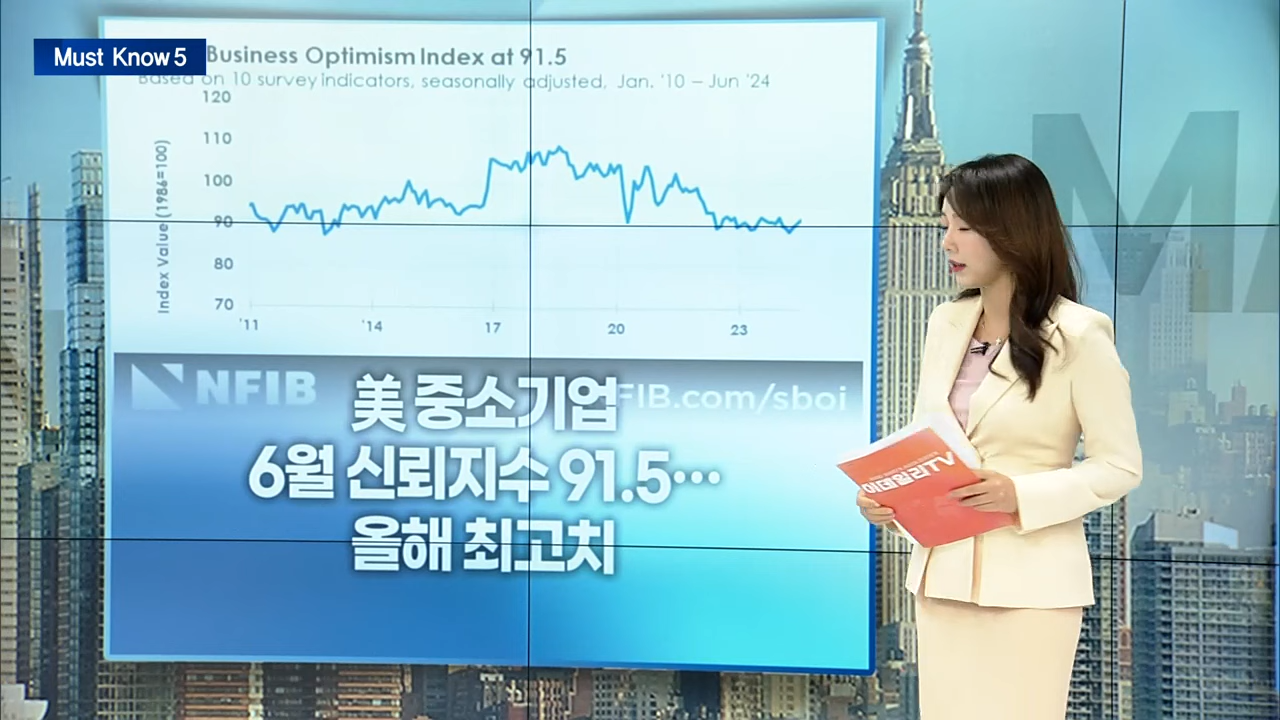 Must Know 5
Business Optimism Index at 91.5
Based on 10 survey indicators, seasonally adjusted, Jan. '10 – Jun '24
120
110
100
90
80
70
Index Value (1986=100)
'11 '14 17 20 23
NFIB
FIB.com/sboi
美 중소기업
6월 신뢰지수 91.5…
올해 최고치
이데일리TV
MA